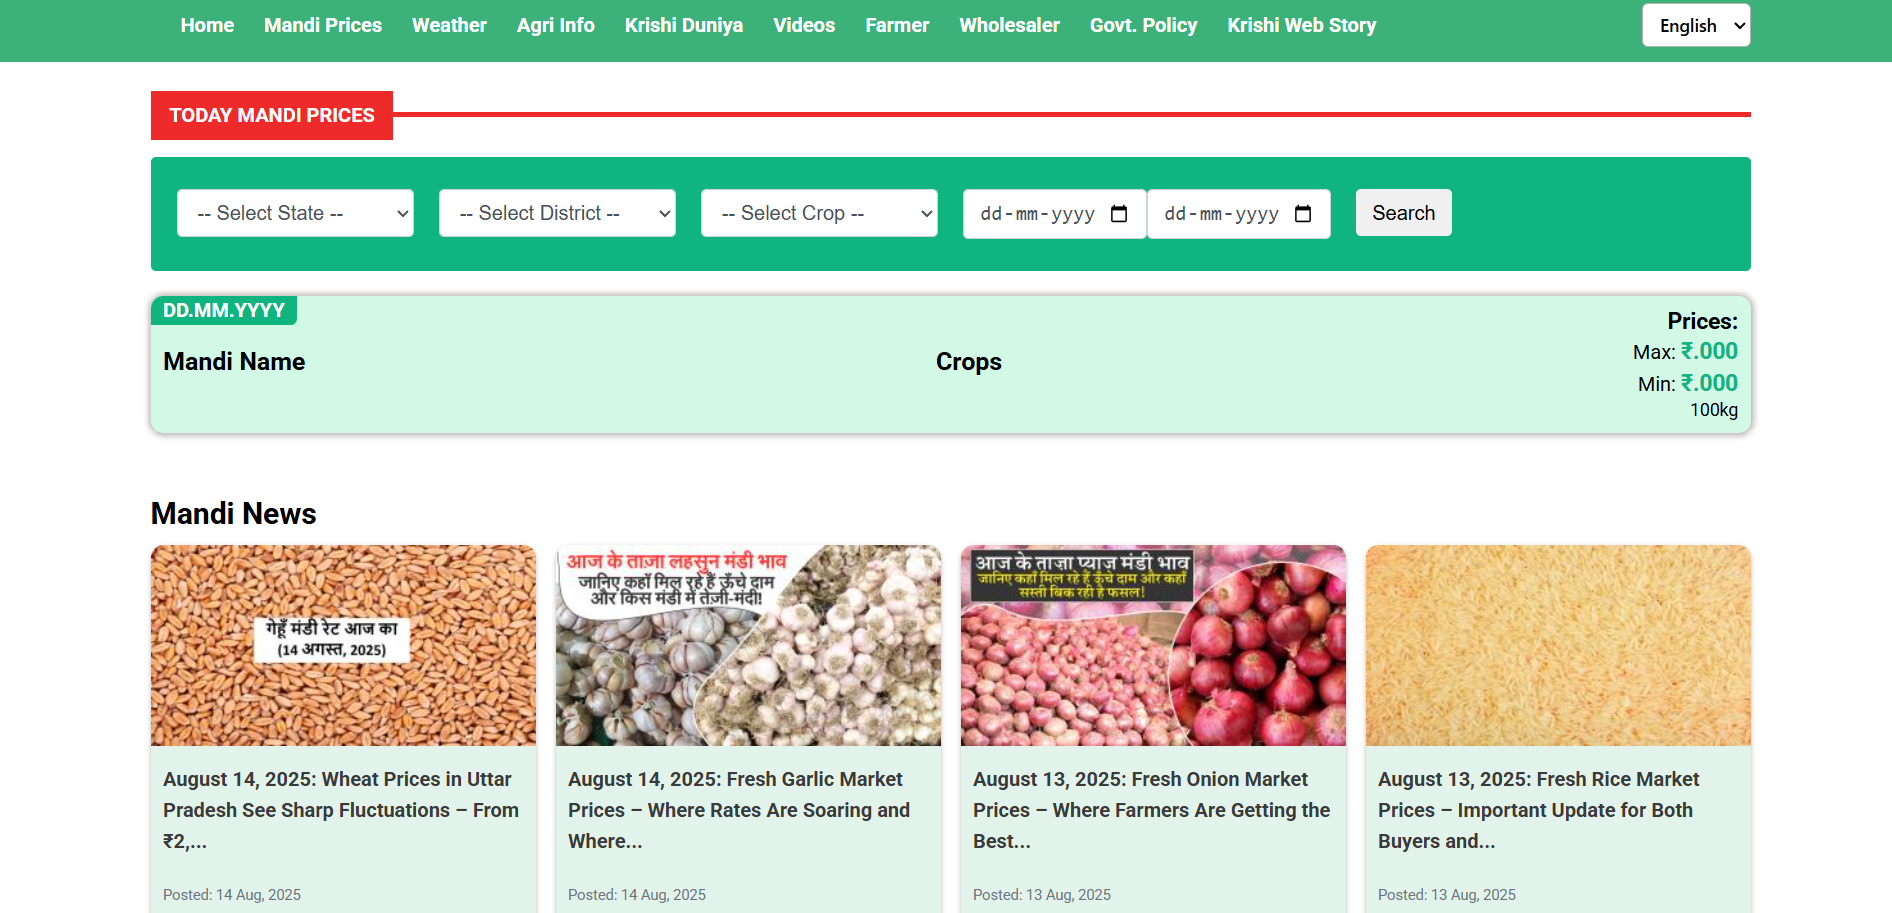 Home Mandi Prices Weather Agri Info Krishi Duniya Videos Farmer Wholesaler Govt. Policy Krishi Web Story English
TODAY MANDI PRICES
-- Select State -- -- Select District -- -- Select Crop -- dd-mm-yyyy dd-mm-yyyy Search
DD.MM.YYYY
Mandi Name
Crops
Prices:
Max: ₹.000
Min: ₹.000
100kg
Mandi News
गेहूँ मंडी रेट आज का
(14 अगस्त, 2025)
August 14, 2025: Wheat Prices in Uttar
Pradesh See Sharp Fluctuations – From
₹2,...
Posted: 14 Aug, 2025
आज के ताज़ा लहसुन मंडी भाव
जानिए कहाँ मिल रहे हैं ऊँचे दाम
और किस मंडी में तेज़ी-मंदी!
August 14, 2025: Fresh Garlic Market
Prices – Where Rates Are Soaring and
Where...
Posted: 14 Aug, 2025
आज के ताज़ा प्याज मंडी भाव
जानिए कहाँ मिल रहे हैं ऊँचे दाम और कहाँ
सस्ती बिक रही है फसल!
August 13, 2025: Fresh Onion Market
Prices – Where Farmers Are Getting the
Best...
Posted: 13 Aug, 2025
August 13, 2025: Fresh Rice Market
Prices – Important Update for Both
Buyers and...
Posted: 13 Aug, 2025